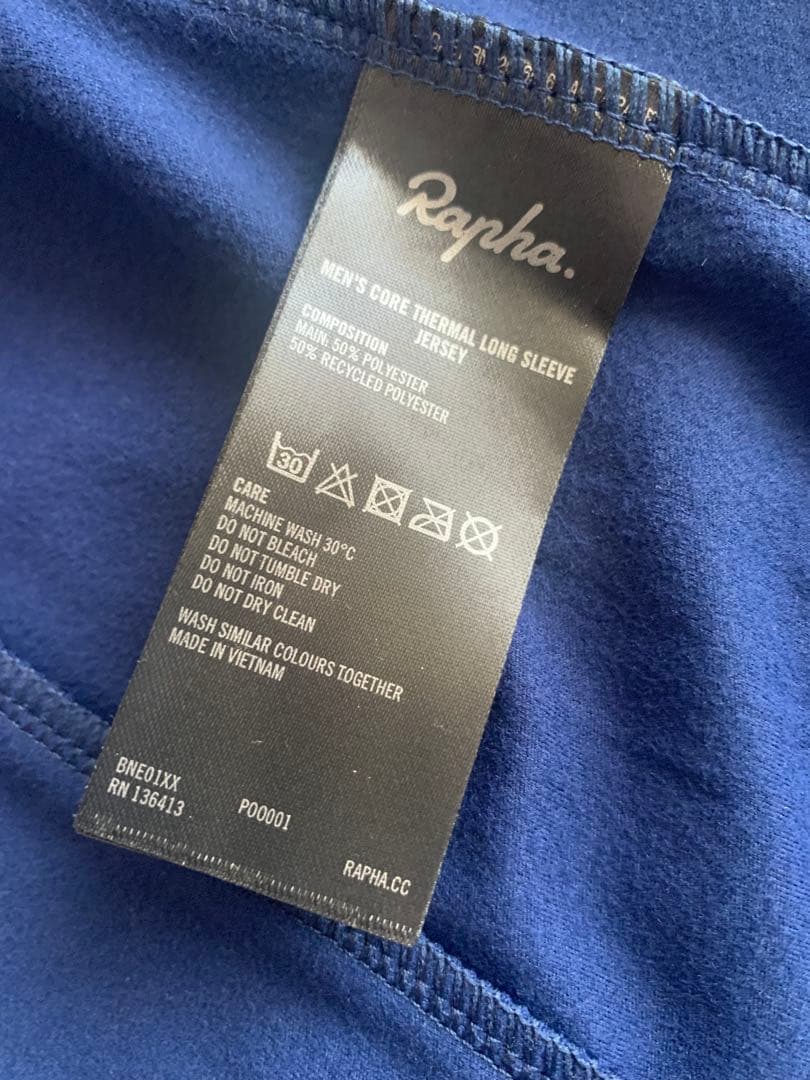 Rapha.
MEN'S CORE THERMAL LONG SLEEVE
JERSEY
COMPOSITION
MAIN: 50% POLYESTER
50% RECYCLED POLYESTER
30
CARE
MACHINE WASH 30°C
DO NOT BLEACH
DO NOT TUMBLE DRY
DO NOT IRON
DO NOT DRY CLEAN
WASH SIMILAR COLOURS TOGETHER
MADE IN VIETNAM
BNE01XX
RN 136413
P00001
RAPHA.CC